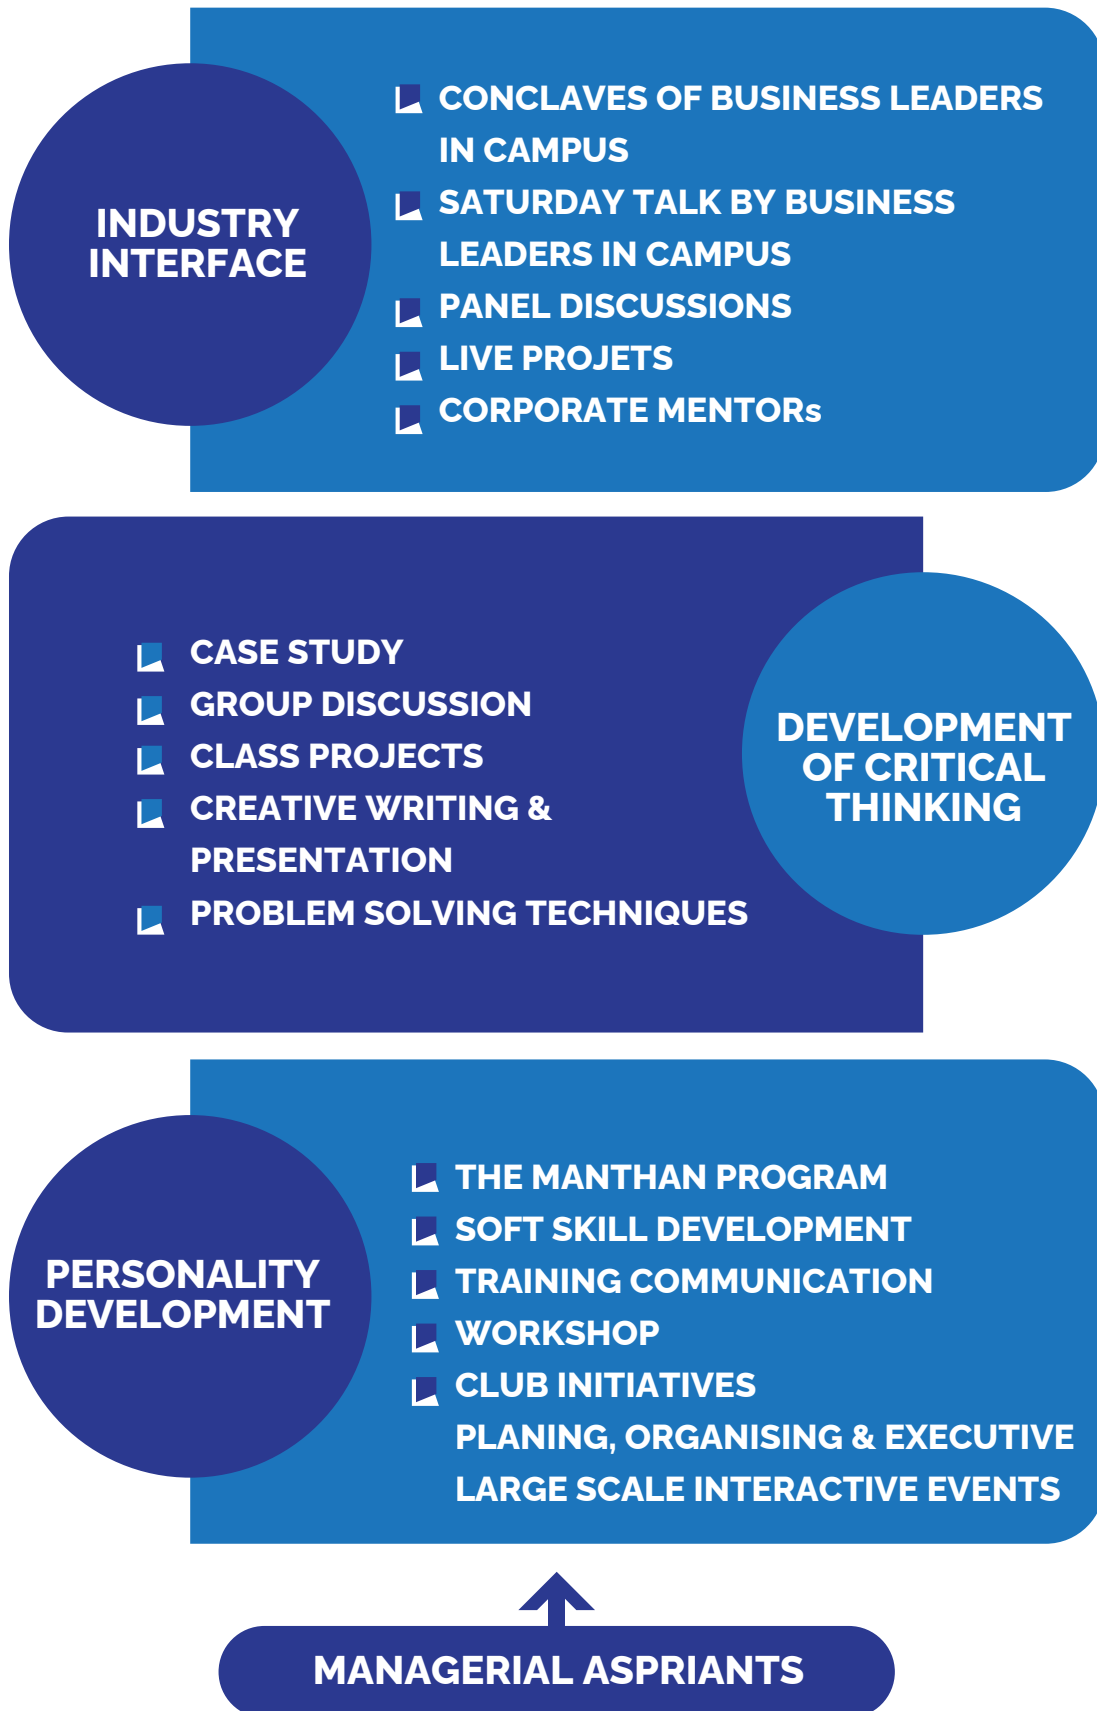 INDUSTRY
INTERFACE
CONCLAVES OF BUSINESS LEADERS
IN CAMPUS
SATURDAY TALK BY BUSINESS
LEADERS IN CAMPUS
PANEL DISCUSSIONS
LIVE PROJETS
CORPORATE MENTORs
CASE STUDY
GROUP DISCUSSION
CLASS PROJECTS
CREATIVE WRITING &
PRESENTATION
PROBLEM SOLVING TECHNIQUES
DEVELOPMENT
OF CRITICAL
THINKING
PERSONALITY
DEVELOPMENT
THE MANTHAN PROGRAM
SOFT SKILL DEVELOPMENT
TRAINING COMMUNICATION
WORKSHOP
CLUB INITIATIVES
PLANING, ORGANISING & EXECUTIVE
LARGE SCALE INTERACTIVE EVENTS
MANAGERIAL ASPRIANTS